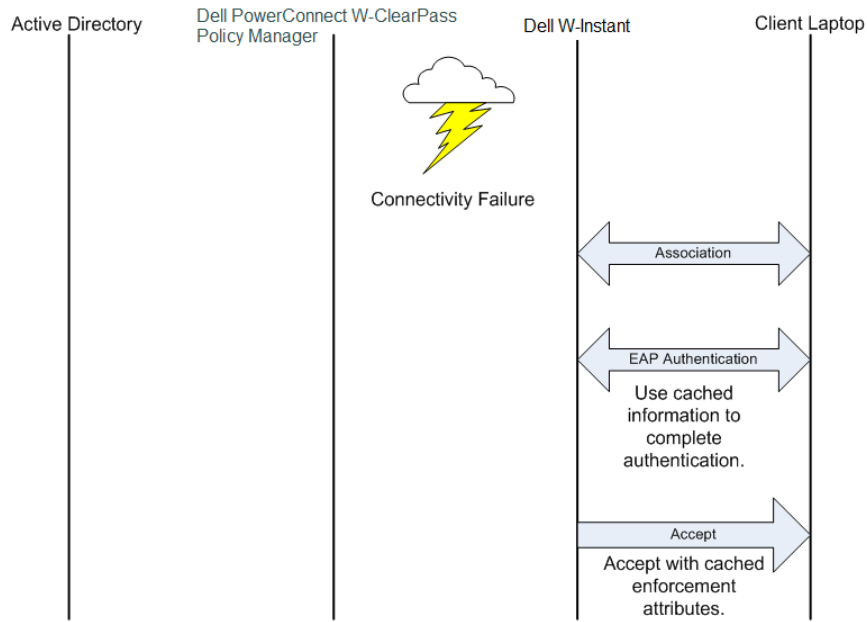 Active Directory
Dell PowerConnect W-ClearPass
Policy Manager
Dell W-Instant
Client Laptop
Connectivity Failure
Association
EAP Authentication
Use cached
information to
complete
authentication.
Accept
Accept with cached
enforcement
attributes.